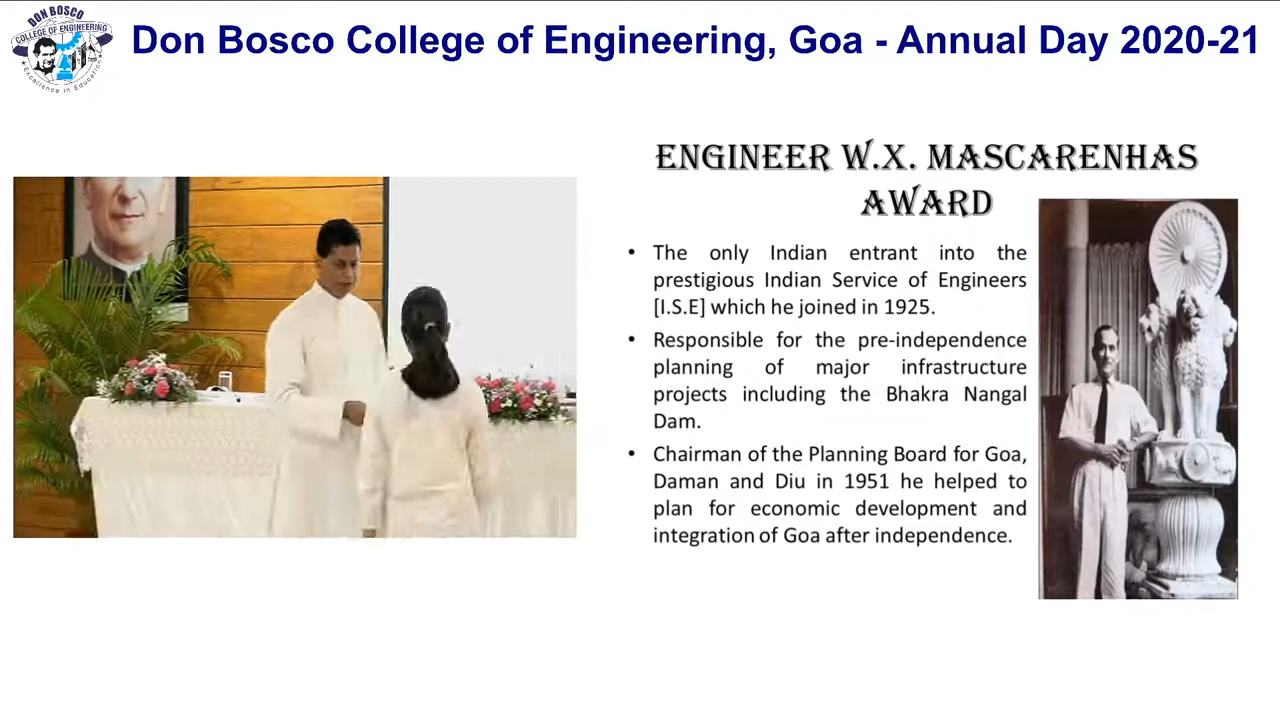 DON BOSCO
COLLEGE OF ENGINEERING
Excellence in Education
Don Bosco College of Engineering, Goa - Annual Day 2020-21
ENGINEER W.X. MASCARENHAS
AWARD
• The only Indian entrant into the
prestigious Indian Service of Engineers
[I.S.E] which he joined in 1925.
• Responsible for the pre-independence
planning of major infrastructure
projects including the Bhakra Nangal
Dam.
• Chairman of the Planning Board for Goa,
Daman and Diu in 1951 he helped to
plan for economic development and
integration of Goa after independence.